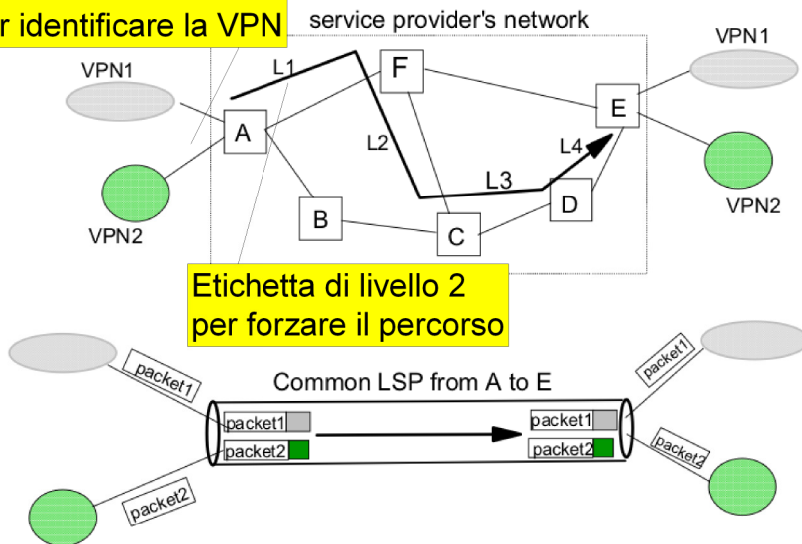 r identificare la VPN
service provider's network
VPN1
VPN1
L1
F
E
A
L2
L4
L3
D
B
C
VPN2
VPN2
Etichetta di livello 2
per forzare il percorso
packet1
packet1
Common LSP from A to E
packet1
packet1
packet2
packet2
packet2
packet2